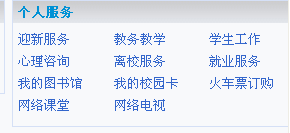 个人服务
迎新服务 教务教学 学生工作
心理咨询 离校服务 就业服务
我的图书馆 我的校园卡 火车票订购
网络课堂 网络电视